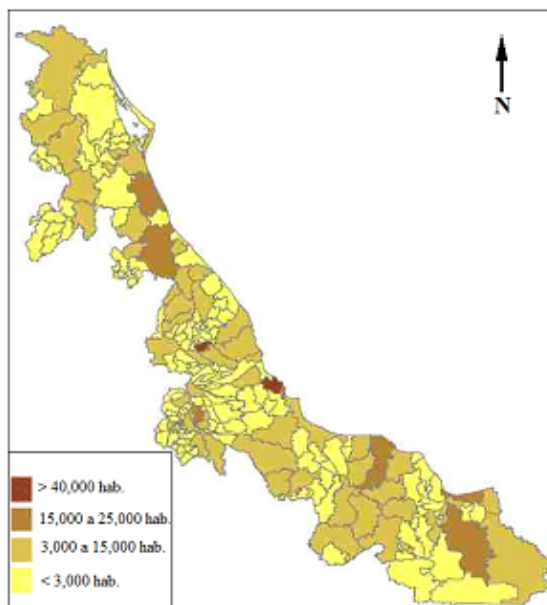 N
> 40,000 hab.
15,000 a 25,000 hab.
3,000 a 15,000 hab.
< 3,000 hab.